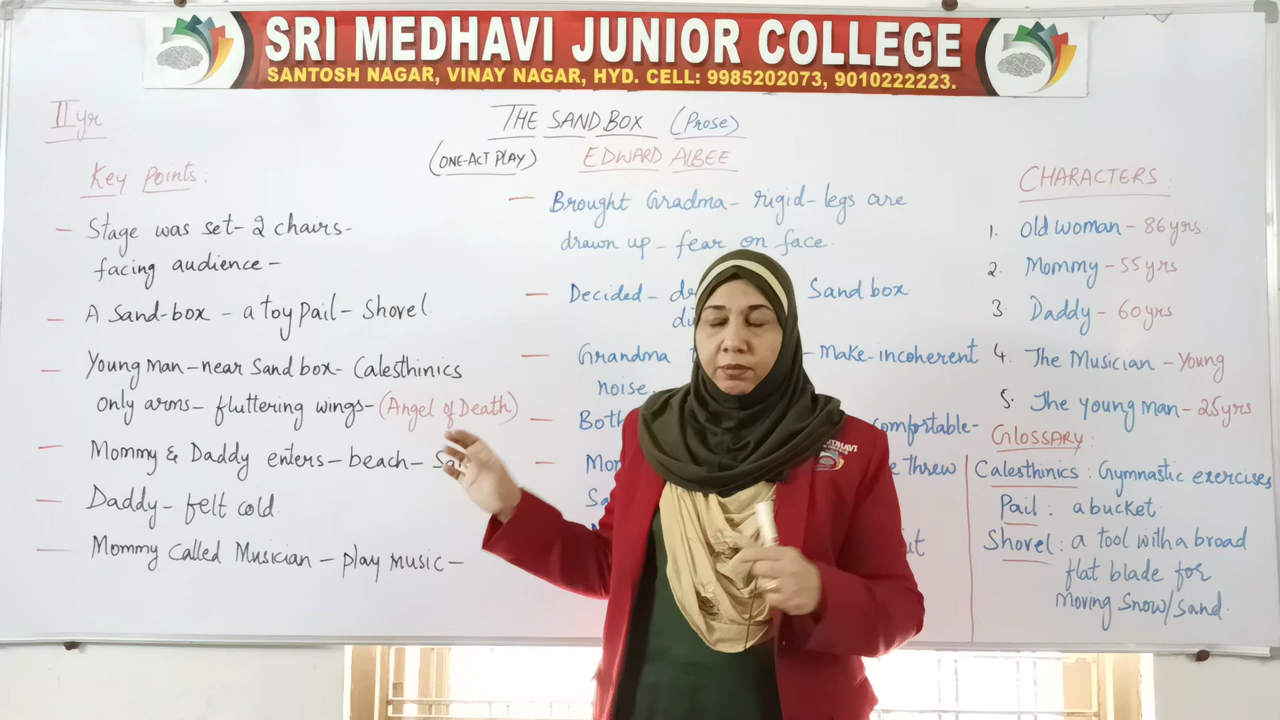 SRI MEDHAVI JUNIOR COLLEGE
SANTOSH NAGAR, VINAY NAGAR, HYD. CELL: 9985202073, 9010222223.
II yr
THE SANDBOX (Prose)
(ONE-ACT PLAY) EDWARD ALBEE
Key Points:
– Stage was set- 2 chairs-
facing audience –
– A Sand-box – a toy pail – Shovel
– Young man – near Sandbox- Calesthinics
only arms – fluttering wings- (Angel of Death)
– Mommy & Daddy enters – beach –
– Daddy – felt cold
– Mommy called Musician – play music –
– Brought Gradma – rigid – legs are
drawn up – fear on face
– Decided – Sandbox
– Grandma – make-incoherent
noise
– Both comfortable-
– threw
CHARACTERS:
1. Old woman – 86 yrs
2. Mommy – 55 yrs
3. Daddy – 60 yrs
4. The Musician – Young
5. The young man – 25 yrs
GLOSSARY:
Calesthinics : Gymnastic exercises
Pail : a bucket
Shovel : a tool with a broad
flat blade for
moving snow/sand.